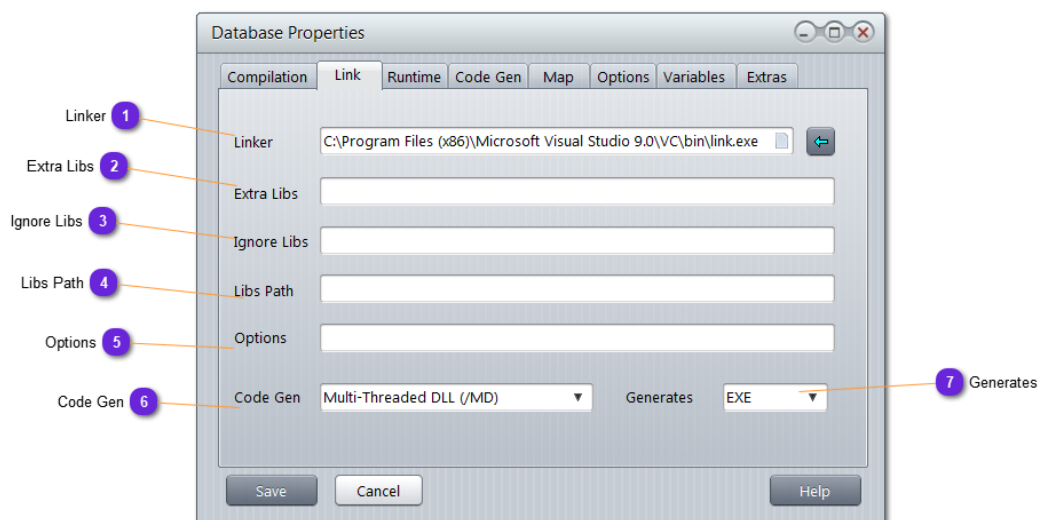 Database Properties
Compilation Link Runtime Code Gen Map Options Variables Extras
Linker 1
Linker C:\Program Files (x86)\Microsoft Visual Studio 9.0\VC\bin\link.exe
Extra Libs 2
Extra Libs
Ignore Libs 3
Ignore Libs
Libs Path 4
Libs Path
Options 5
Options
Code Gen 6
Code Gen Multi-Threaded DLL (/MD) Generates EXE
7 Generates
Save Cancel Help